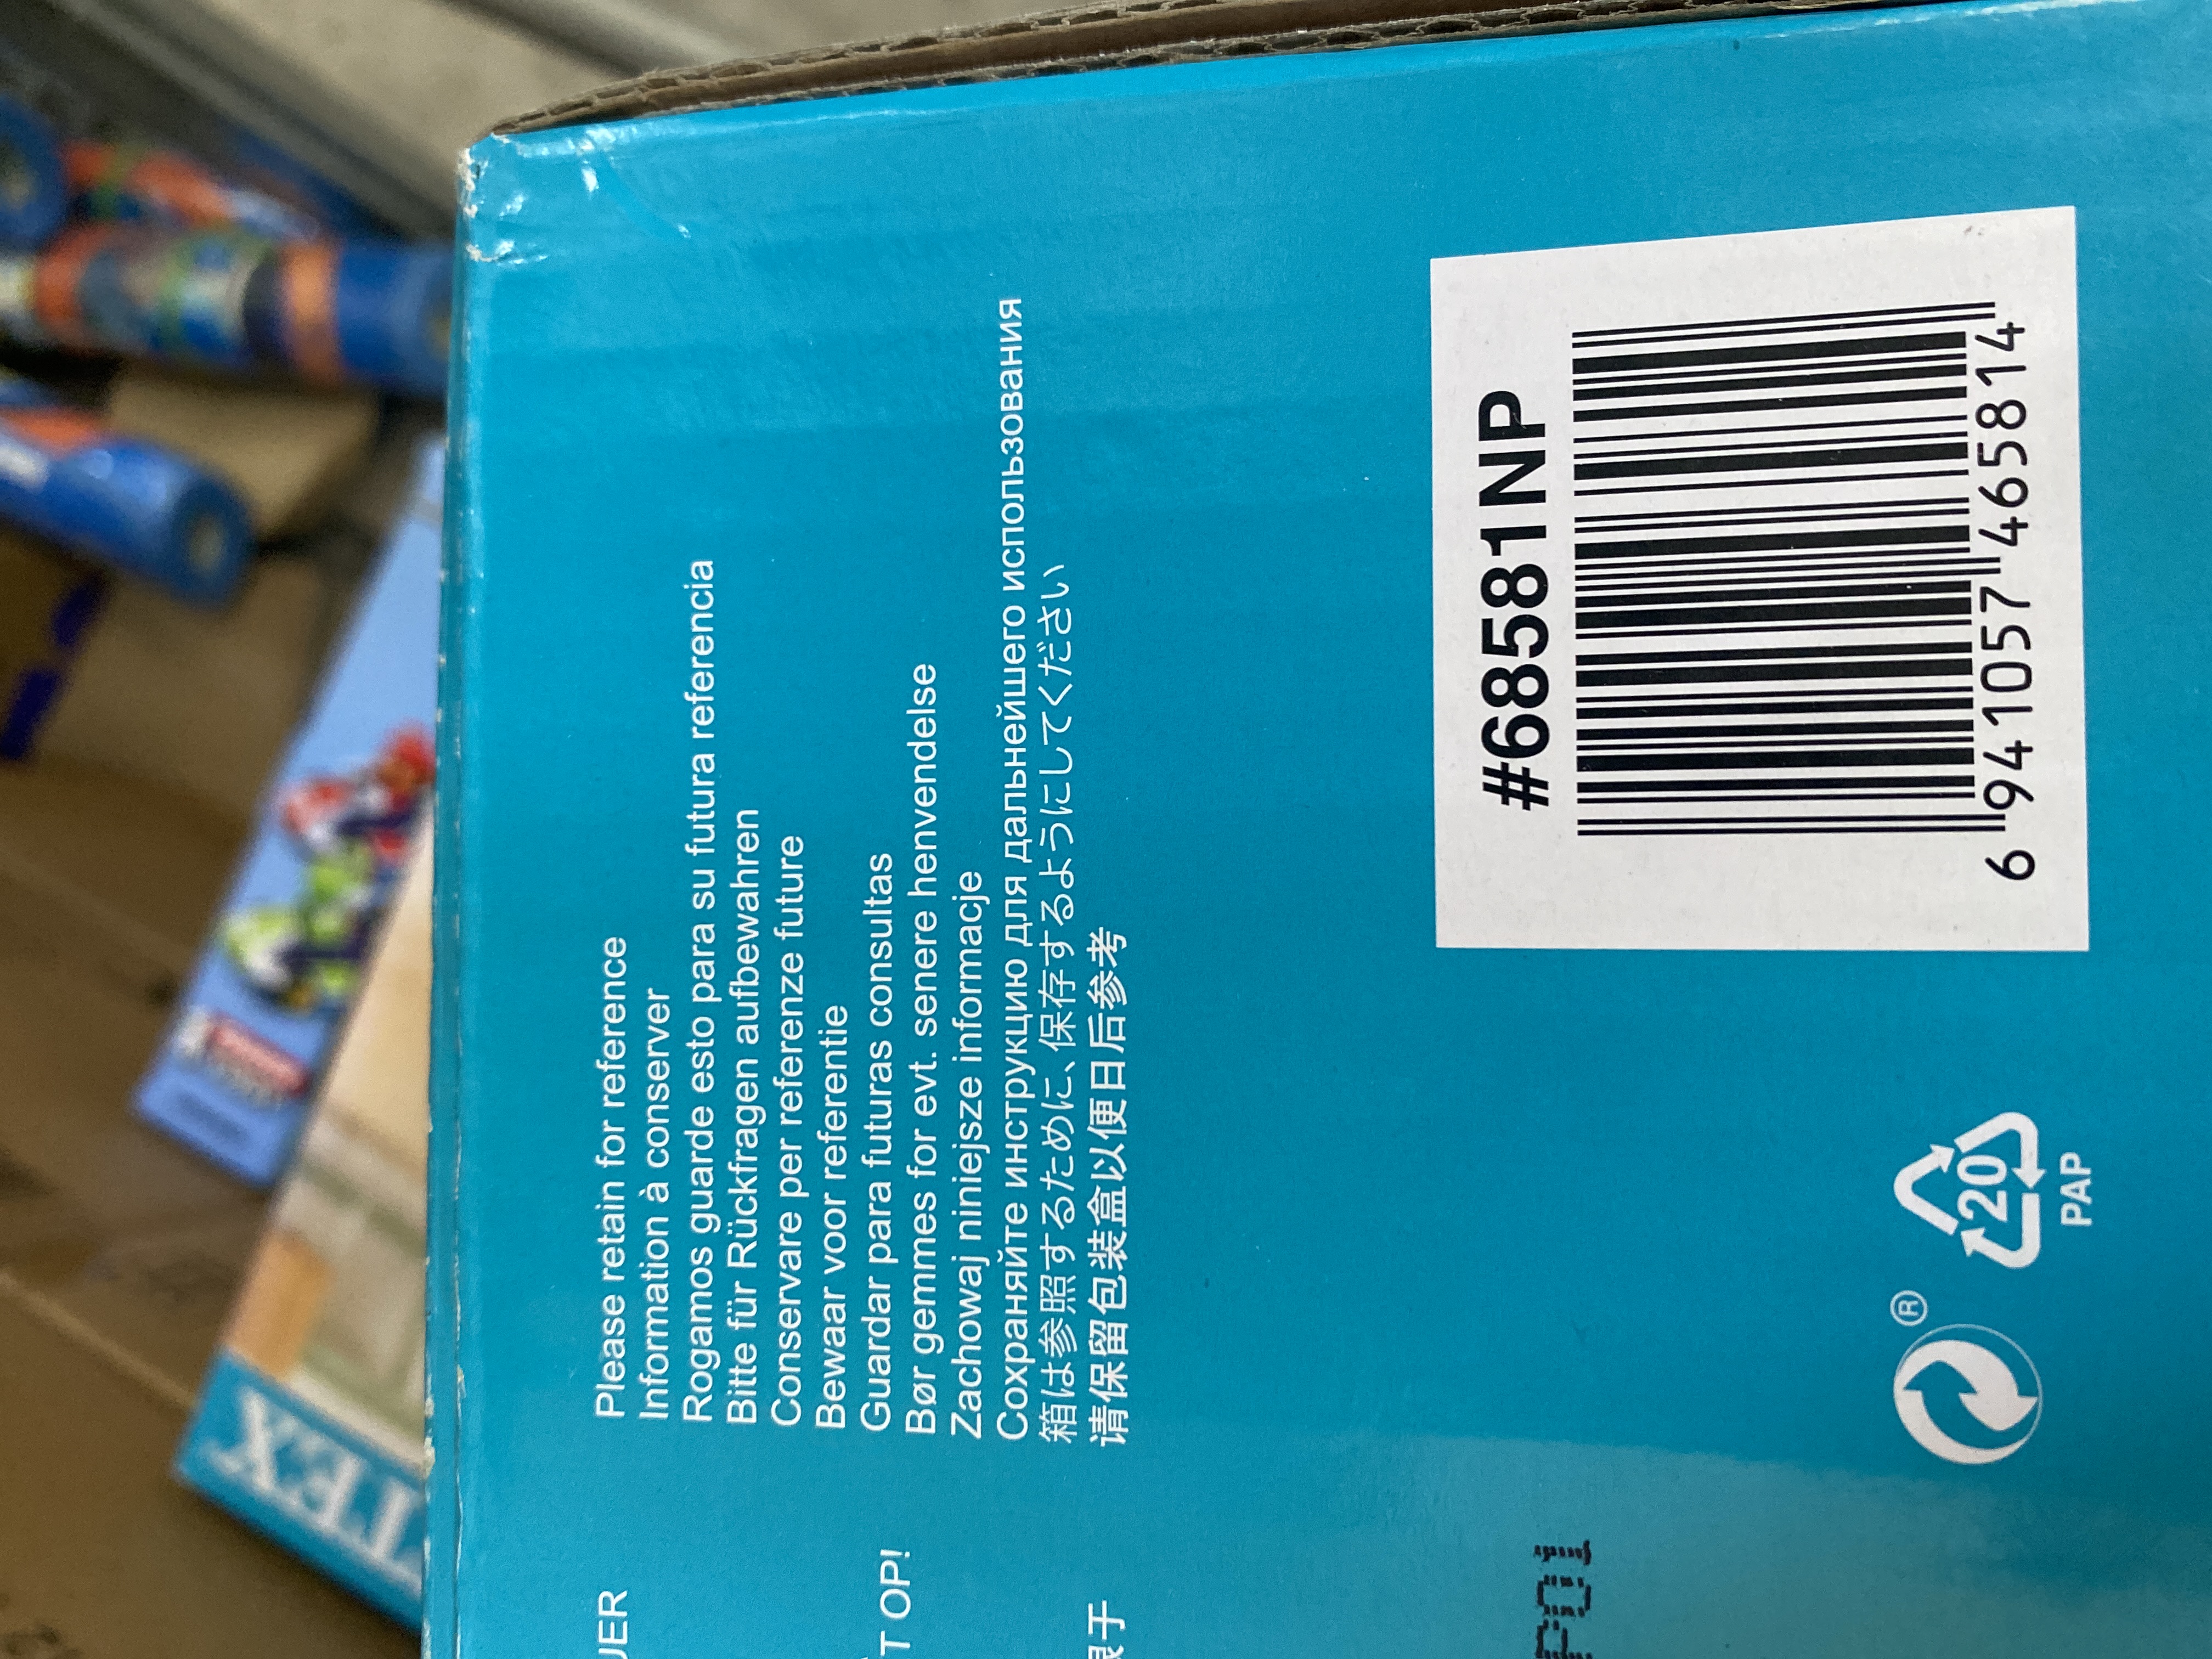 Please retain for reference
Information à conserver
Rogamos guarde esto para su futura referencia
Bitte für Rückfragen aufbewahren
Conservare per referenze future
Bewaar voor referentie
Guardar para futuras consultas
Bør gemmes for evt. senere henvendelse
Zachowaj niniejsze informacje
Сохраняйте инструкцию для дальнейшего использования
箱は参照するために、保存するようにしてください
请保留包装盒以便日后参考
OP!
#68581NP
6 941057 465814
®
20
PAP